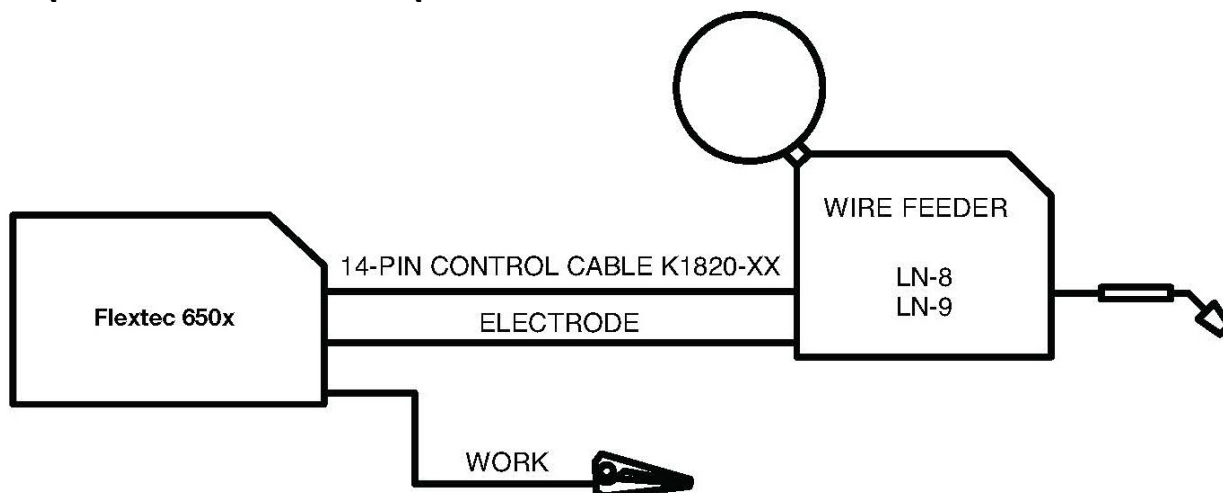 WIRE FEEDER
LN-8
LN-9
14-PIN CONTROL CABLE K1820-XX
Flextec 650x
ELECTRODE
WORK